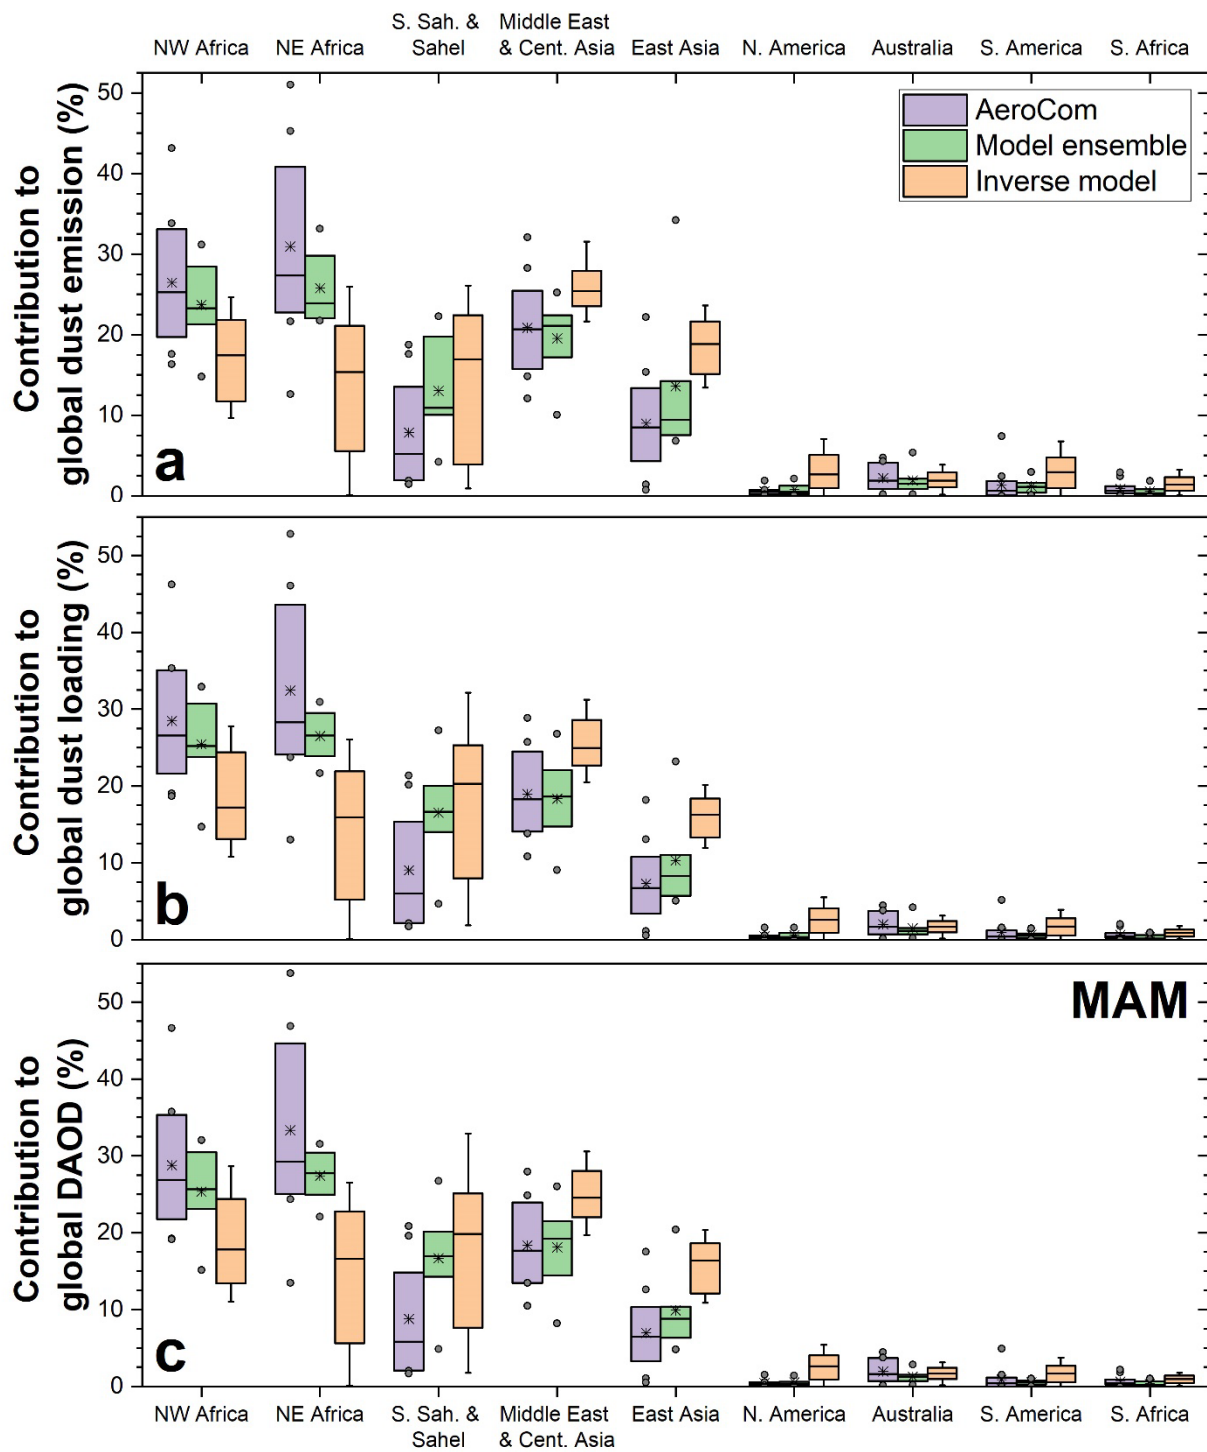 NW Africa
NE Africa
S. Sah. &
Sahel
Middle East
& Cent. Asia
East Asia
N. America
Australia
S. America
S. Africa
Contribution to
global dust emission (%)
50
40
30
20
10
0
a
AeroCom
Model ensemble
Inverse model
Contribution to
global dust loading (%)
50
40
30
20
10
0
b
Contribution to
global DAOD (%)
50
40
30
20
10
0
c
MAM
NW Africa
NE Africa
S. Sah. &
Sahel
Middle East
& Cent. Asia
East Asia
N. America
Australia
S. America
S. Africa